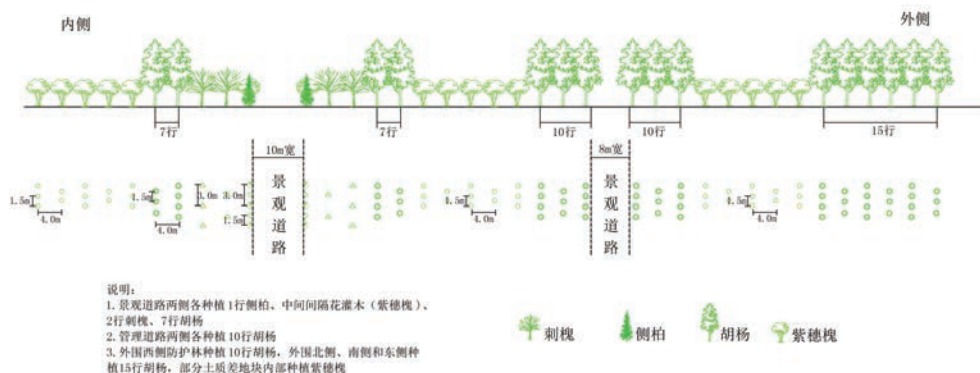 内侧
外侧
7行
7行
10行
10行
15行
10m宽
8m宽
景观道路
景观道路
1.5m
4.0m
1.5m
4.0m
3.0m
3.0m
1.5m
1.5m
4.0m
1.5m
4.0m
说明:
1. 景观道路两侧各种植1行侧柏、中间间隔花灌木（紫穗槐）、
2行刺槐、7行胡杨
2. 管理道路两侧各种植10行胡杨
3. 外围西侧防护林种植10行胡杨，外围北侧、南侧和东侧种
植15行胡杨，部分土质差地块内部种植紫穗槐
刺槐
侧柏
胡杨
紫穗槐